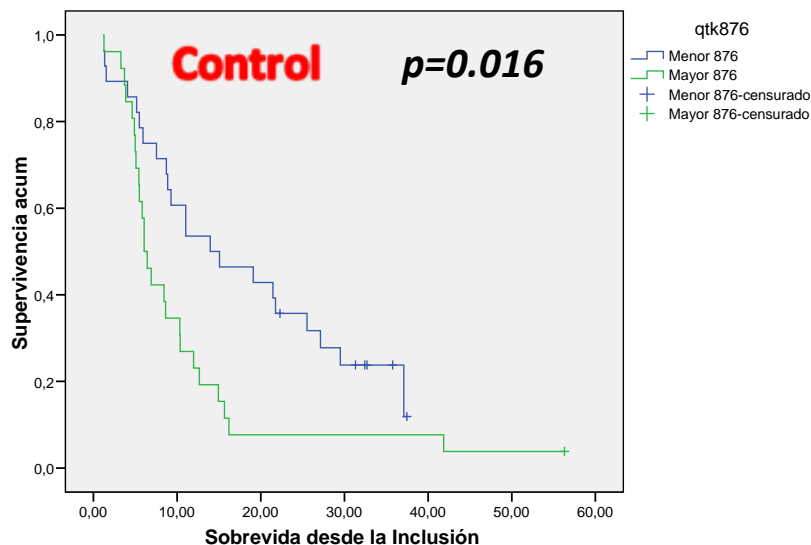 Control p=0.016
qtk876
Menor 876
Mayor 876
Menor 876-censurado
Mayor 876-censurado
Supervivencia acum
1,0
0,8
0,6
0,4
0,2
0,0
0,00 10,00 20,00 30,00 40,00 50,00 60,00
Sobrevida desde la Inclusión